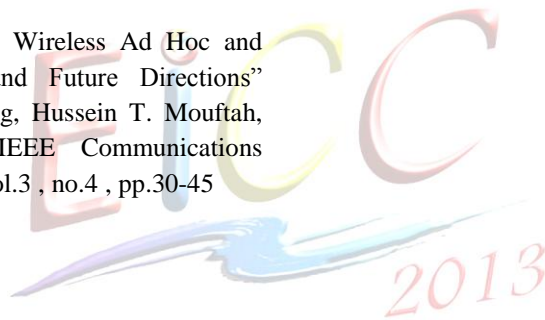 Wireless Ad Hoc and
nd Future Directions”
g, Hussein T. Mouftah,
IEEE Communications
ol.3 , no.4 , pp.30-45
EiCC
2013